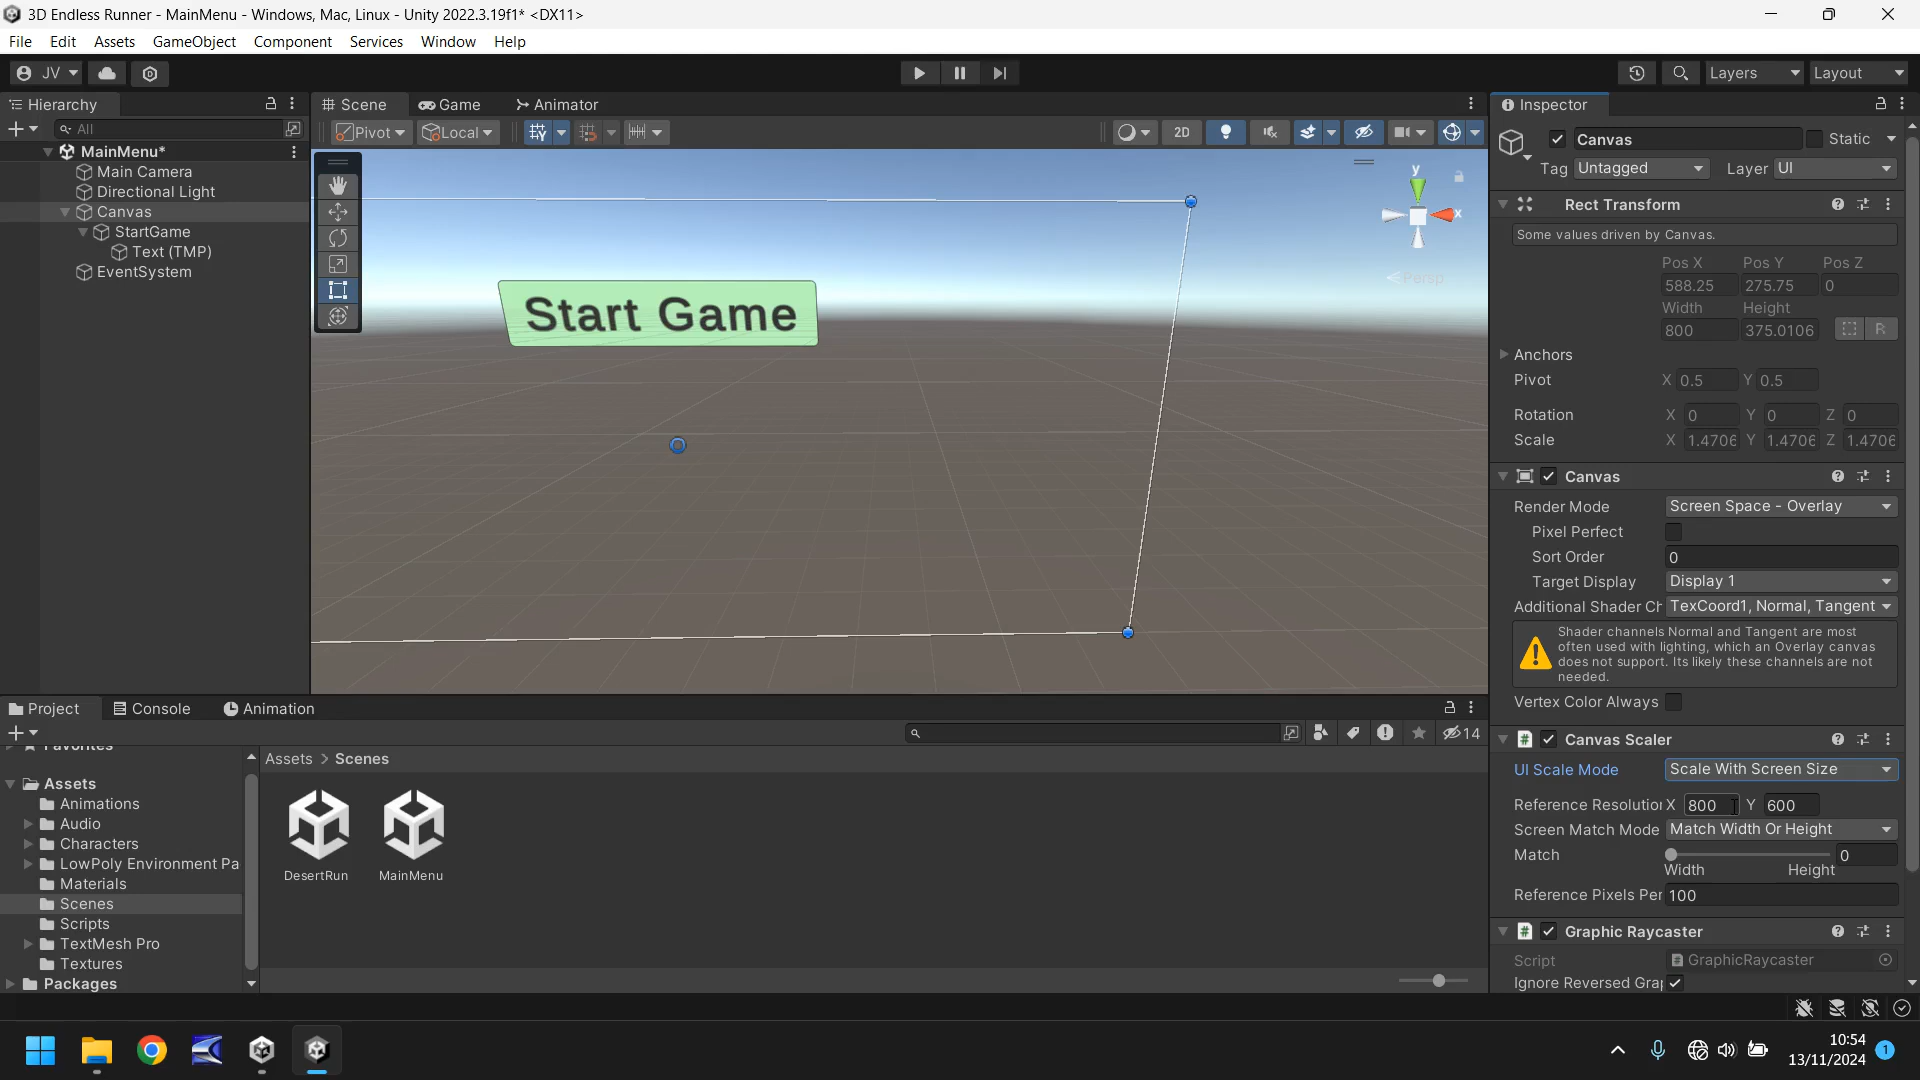 3D Endless Runner - MainMenu - Windows, Mac, Linux - Unity 2022.3.19f1* <DX11>
File Edit Assets GameObject Component Services Window Help
JV Layers Layout
Hierarchy
All
MainMenu*
Main Camera
Directional Light
Canvas
StartGame
Text (TMP)
EventSystem
Scene Game Animator
Pivot Local 2D
Start Game
y
x
Persp
Inspector
Canvas Static
Tag Untagged Layer UI
Rect Transform
Some values driven by Canvas.
Pos X Pos Y Pos Z
588.25 275.75 0
Width Height
800 375.0106 R
Anchors
Pivot X 0.5 Y 0.5
Rotation X 0 Y 0 Z 0
Scale X 1.4706 Y 1.4706 Z 1.4706
Canvas
Render Mode Screen Space - Overlay
Pixel Perfect
Sort Order 0
Target Display Display 1
Additional Shader Ch TexCoord1, Normal, Tangent
Shader channels Normal and Tangent are most
often used with lighting, which an Overlay canvas
does not support. Its likely these channels are not
needed.
Vertex Color Always
Canvas Scaler
UI Scale Mode Scale With Screen Size
Reference Resolution X 800 Y 600
Screen Match Mode Match Width Or Height
Match 0
Width Height
Reference Pixels Per 100
Graphic Raycaster
Script GraphicRaycaster
Ignore Reversed Grap
Project Console Animation
14
Favorites
Assets
Animations
Audio
Characters
LowPoly Environment Pa
Materials
Scenes
Scripts
TextMesh Pro
Textures
Packages
Assets > Scenes
DesertRun MainMenu
10:54
13/11/2024 1